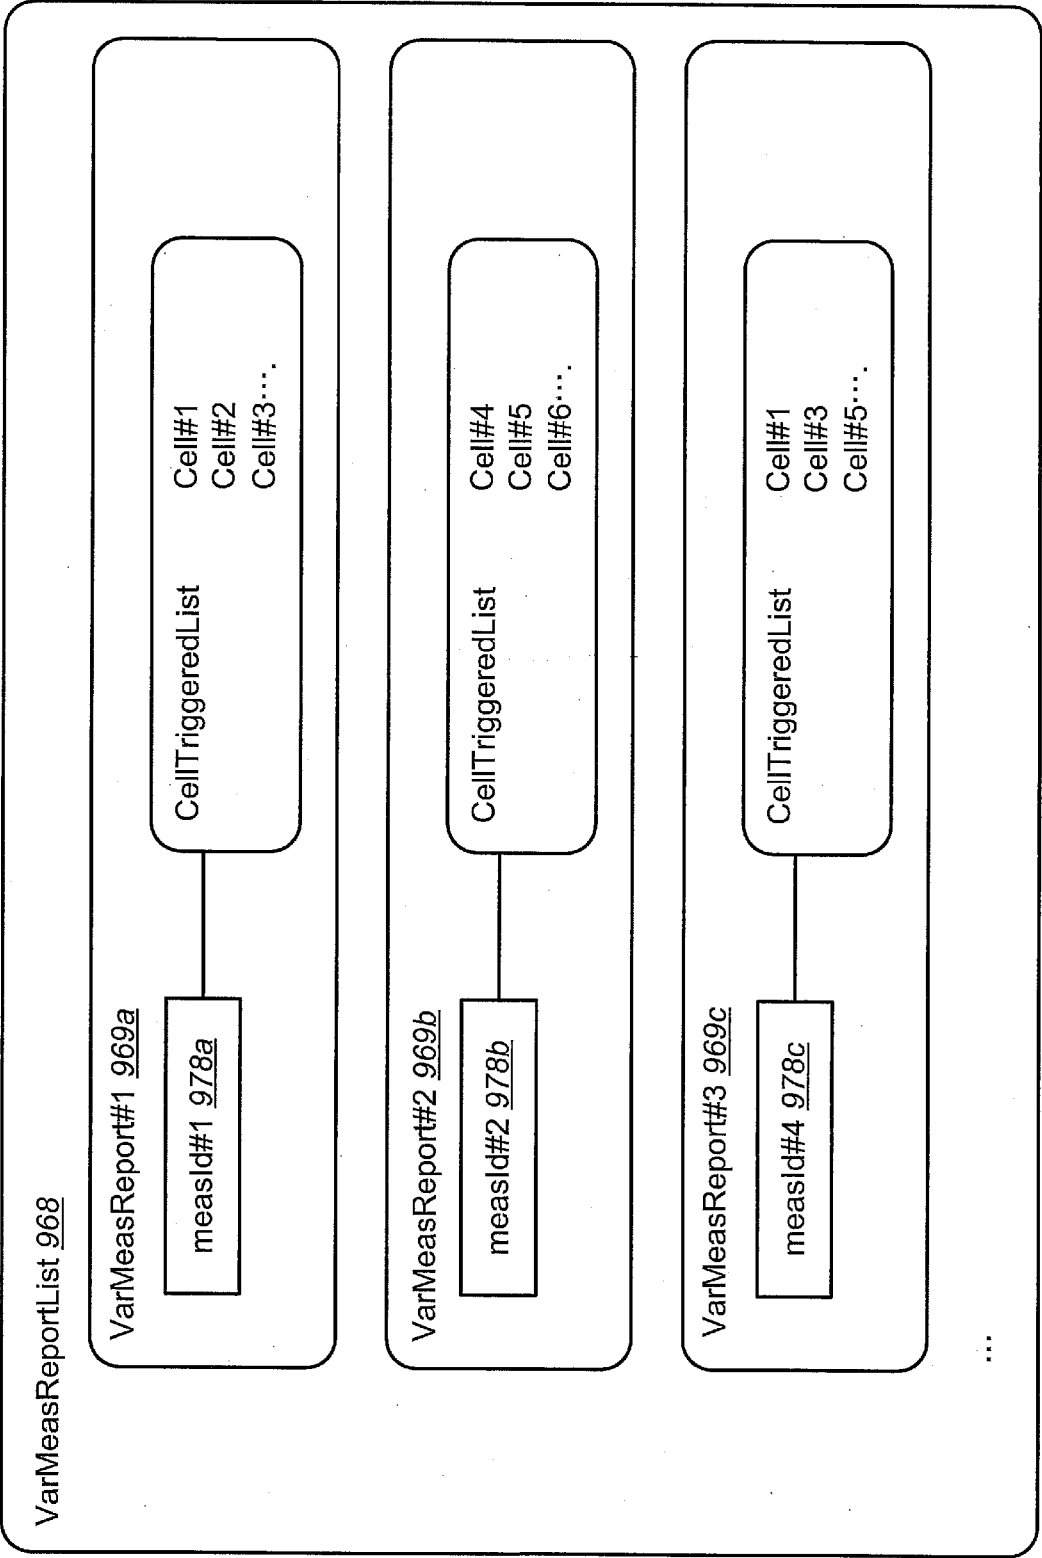 VarMeasReportList 968
VarMeasReport#1 969a
measId#1 978a
CellTriggeredList
Cell#1
Cell#2
Cell#3….
VarMeasReport#2 969b
measId#2 978b
CellTriggeredList
Cell#4
Cell#5
Cell#6….
VarMeasReport#3 969c
measId#4 978c
CellTriggeredList
Cell#1
Cell#3
Cell#5….
...